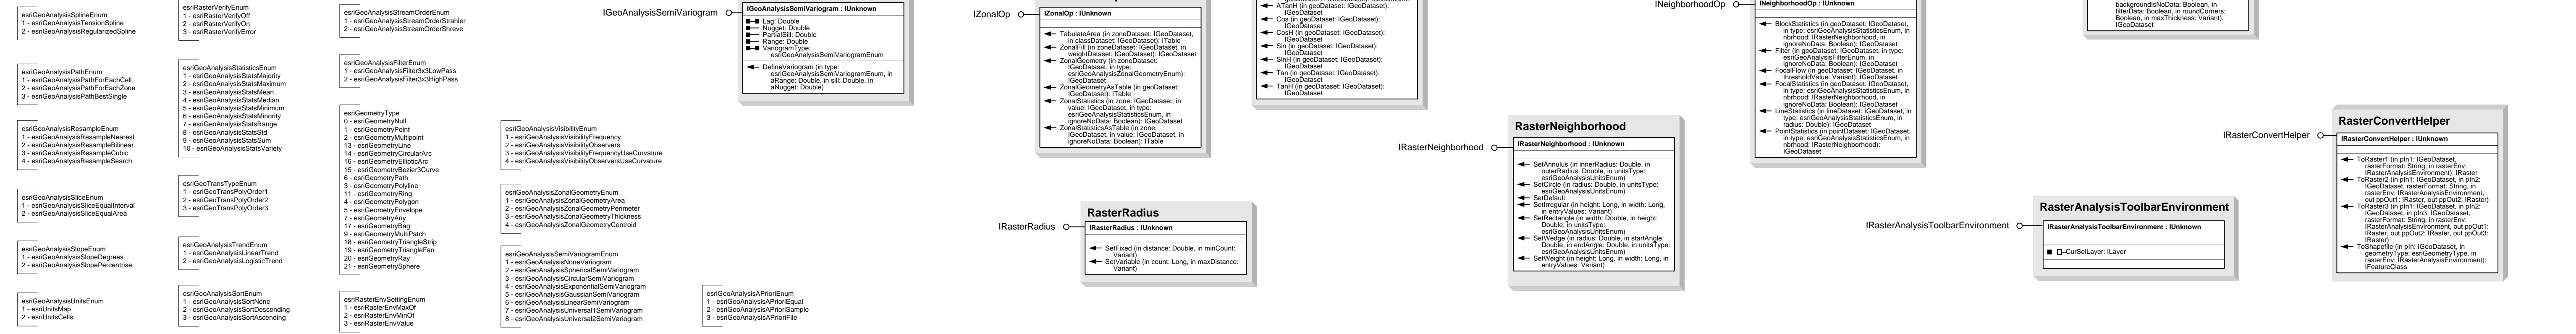 esriGeoAnalysisSplineEnum
1 - esriGeoAnalysisTensionSpline
2 - esriGeoAnalysisRegularizedSpline
esriGeoAnalysisPathEnum
1 - esriGeoAnalysisPathForEachCell
2 - esriGeoAnalysisPathForEachZone
3 - esriGeoAnalysisPathBestSingle
esriGeoAnalysisResampleEnum
1 - esriGeoAnalysisResampleNearest
2 - esriGeoAnalysisResampleBilinear
3 - esriGeoAnalysisResampleCubic
4 - esriGeoAnalysisResampleSearch
esriGeoAnalysisSliceEnum
1 - esriGeoAnalysisSliceEqualInterval
2 - esriGeoAnalysisSliceEqualArea
esriGeoAnalysisSlopeEnum
1 - esriGeoAnalysisSlopeDegrees
2 - esriGeoAnalysisSlopePercentrise
esriGeoAnalysisUnitsEnum
1 - esriUnitsMap
2 - esriUnitsCells
esriRasterVerifyEnum
1 - esriRasterVerifyOff
2 - esriRasterVerifyOn
3 - esriRasterVerifyError
esriGeoAnalysisStatisticsEnum
1 - esriGeoAnalysisStatsMajority
2 - esriGeoAnalysisStatsMaximum
3 - esriGeoAnalysisStatsMean
4 - esriGeoAnalysisStatsMedian
5 - esriGeoAnalysisStatsMinimum
6 - esriGeoAnalysisStatsMinority
7 - esriGeoAnalysisStatsRange
8 - esriGeoAnalysisStatsStd
9 - esriGeoAnalysisStatsSum
10 - esriGeoAnalysisStatsVariety
esriGeoTransTypeEnum
1 - esriGeoTransPolyOrder1
2 - esriGeoTransPolyOrder2
3 - esriGeoTransPolyOrder3
esriGeoAnalysisTrendEnum
1 - esriGeoAnalysisLinearTrend
2 - esriGeoAnalysisLogisticTrend
esriGeoAnalysisSortEnum
1 - esriGeoAnalysisSortNone
2 - esriGeoAnalysisSortDescending
3 - esriGeoAnalysisSortAscending
esriGeoAnalysisStreamOrderEnum
1 - esriGeoAnalysisStreamOrderStrahler
2 - esriGeoAnalysisStreamOrderShreve
esriGeoAnalysisFilterEnum
1 - esriGeoAnalysisFilter3x3LowPass
2 - esriGeoAnalysisFilter3x3HighPass
esriGeometryType
0 - esriGeometryNull
1 - esriGeometryPoint
2 - esriGeometryMultipoint
13 - esriGeometryLine
14 - esriGeometryCircularArc
16 - esriGeometryEllipticArc
15 - esriGeometryBezier3Curve
6 - esriGeometryPath
3 - esriGeometryPolyline
11 - esriGeometryRing
4 - esriGeometryPolygon
5 - esriGeometryEnvelope
7 - esriGeometryAny
17 - esriGeometryBag
9 - esriGeometryMultiPatch
18 - esriGeometryTriangleStrip
19 - esriGeometryTriangleFan
20 - esriGeometryRay
21 - esriGeometrySphere
esriRasterEnvSettingEnum
1 - esriRasterEnvMaxOf
2 - esriRasterEnvMinOf
3 - esriRasterEnvValue
esriGeoAnalysisVisibilityEnum
1 - esriGeoAnalysisVisibilityFrequency
2 - esriGeoAnalysisVisibilityObservers
3 - esriGeoAnalysisVisibilityFrequencyUseCurvature
4 - esriGeoAnalysisVisibilityObserversUseCurvature
esriGeoAnalysisZonalGeometryEnum
1 - esriGeoAnalysisZonalGeometryArea
2 - esriGeoAnalysisZonalGeometryPerimeter
3 - esriGeoAnalysisZonalGeometryThickness
4 - esriGeoAnalysisZonalGeometryCentroid
esriGeoAnalysisSemiVariogramEnum
1 - esriGeoAnalysisNoneVariogram
2 - esriGeoAnalysisSphericalSemiVariogram
3 - esriGeoAnalysisCircularSemiVariogram
4 - esriGeoAnalysisExponentialSemiVariogram
5 - esriGeoAnalysisGaussianSemiVariogram
6 - esriGeoAnalysisLinearSemiVariogram
7 - esriGeoAnalysisUniversal1SemiVariogram
8 - esriGeoAnalysisUniversal2SemiVariogram
esriGeoAnalysisAPrioriEnum
1 - esriGeoAnalysisAPrioriEqual
2 - esriGeoAnalysisAPrioriSample
3 - esriGeoAnalysisAPrioriFile
IGeoAnalysisSemiVariogram
IGeoAnalysisSemiVariogram : IUnknown
Lag: Double
Nugget: Double
PartialSill: Double
Range: Double
VariogramType:
esriGeoAnalysisSemiVariogramEnum
DefineVariogram (in type:
esriGeoAnalysisSemiVariogramEnum, in
aRange: Double, in sill: Double, in
aNugget: Double)
IZonalOp
IZonalOp : IUnknown
TabulateArea (in zoneDataset: IGeoDataset,
in classDataset: IGeoDataset): ITable
ZonalFill (in zoneDataset: IGeoDataset, in
weightDataset: IGeoDataset): IGeoDataset
ZonalGeometry (in zoneDataset:
IGeoDataset, in type:
esriGeoAnalysisZonalGeometryEnum):
IGeoDataset
ZonalGeometryAsTable (in geoDataset:
IGeoDataset): ITable
ZonalStatistics (in zone: IGeoDataset, in
value: IGeoDataset, in type:
esriGeoAnalysisStatisticsEnum, in
ignoreNoData: Boolean): IGeoDataset
ZonalStatisticsAsTable (in zone:
IGeoDataset, in value: IGeoDataset, in
ignoreNoData: Boolean): ITable
IRasterRadius
RasterRadius
IRasterRadius : IUnknown
SetFixed (in distance: Double, in minCount:
Variant)
SetVariable (in count: Long, in maxDistance:
Variant)
ATanH (in geoDataset: IGeoDataset):
IGeoDataset
Cos (in geoDataset: IGeoDataset):
IGeoDataset
CosH (in geoDataset: IGeoDataset):
IGeoDataset
Sin (in geoDataset: IGeoDataset):
IGeoDataset
SinH (in geoDataset: IGeoDataset):
IGeoDataset
Tan (in geoDataset: IGeoDataset):
IGeoDataset
TanH (in geoDataset: IGeoDataset):
IGeoDataset
IRasterNeighborhood
RasterNeighborhood
IRasterNeighborhood : IUnknown
SetAnnulus (in innerRadius: Double, in
outerRadius: Double, in unitsType:
esriGeoAnalysisUnitsEnum)
SetCircle (in radius: Double, in unitsType:
esriGeoAnalysisUnitsEnum)
SetDefault
SetIrregular (in height: Long, in width: Long,
in entryValues: Variant)
SetRectangle (in width: Double, in height:
Double, in unitsType:
esriGeoAnalysisUnitsEnum)
SetWedge (in radius: Double, in startAngle:
Double, in endAngle: Double, in unitsType:
esriGeoAnalysisUnitsEnum)
SetWeight (in height: Long, in width: Long, in
entryValues: Variant)
INeighborhoodOp
INeighborhoodOp : IUnknown
BlockStatistics (in geoDataset: IGeoDataset,
in type: esriGeoAnalysisStatisticsEnum, in
nbrhood: IRasterNeighborhood, in
ignoreNoData: Boolean): IGeoDataset
Filter (in geoDataset: IGeoDataset, in type:
esriGeoAnalysisFilterEnum, in
ignoreNoData: Boolean): IGeoDataset
FocalFlow (in geoDataset: IGeoDataset, in
thresholdValue: Variant): IGeoDataset
FocalStatistics (in geoDataset: IGeoDataset,
in type: esriGeoAnalysisStatisticsEnum, in
nbrhood: IRasterNeighborhood, in
ignoreNoData: Boolean): IGeoDataset
LineStatistics (in lineDataset: IGeoDataset, in
type: esriGeoAnalysisStatisticsEnum, in
radius: Double): IGeoDataset
PointStatistics (in pointDataset: IGeoDataset,
in type: esriGeoAnalysisStatisticsEnum, in
nbrhood: IRasterNeighborhood):
IGeoDataset
backgroundIsNoData: Boolean, in
filterData: Boolean, in roundCorners:
Boolean, in maxThickness: Variant):
IGeoDataset
IRasterAnalysisToolbarEnvironment
RasterAnalysisToolbarEnvironment
IRasterAnalysisToolbarEnvironment : IUnknown
CurSelLayer: ILayer
IRasterConvertHelper
RasterConvertHelper
IRasterConvertHelper : IUnknown
ToRaster1 (in pIn1: IGeoDataset,
rasterFormat: String, in rasterEnv:
IRasterAnalysisEnvironment): IRaster
ToRaster2 (in pIn1: IGeoDataset, in pIn2:
IGeoDataset, rasterFormat: String, in
rasterEnv: IRasterAnalysisEnvironment,
out ppOut1: IRaster, out ppOut2: IRaster)
ToRaster3 (in pIn1: IGeoDataset, in pIn2:
IGeoDataset, in pIn3: IGeoDataset,
rasterFormat: String, in rasterEnv:
IRasterAnalysisEnvironment, out ppOut1:
IRaster, out ppOut2: IRaster, out ppOut3:
IRaster)
ToShapefile (in pIn: IGeoDataset, in
geometryType: esriGeometryType, in
rasterEnv: IRasterAnalysisEnvironment):
IFeatureClass